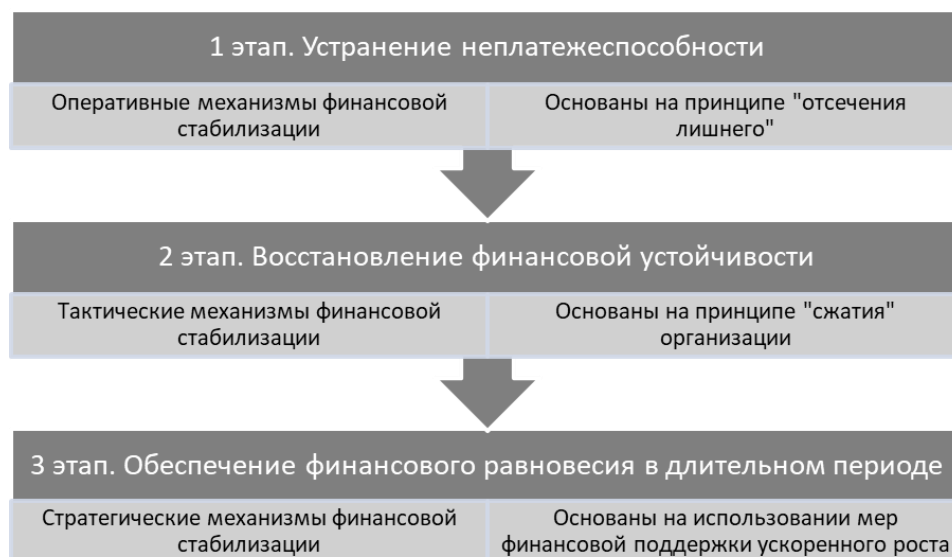 1 этап. Устранение неплатежеспособности
Оперативные механизмы финансовой
стабилизации
Основаны на принципе "отсечения
лишнего"
2 этап. Восстановление финансовой устойчивости
Тактические механизмы финансовой
стабилизации
Основаны на принципе "сжатия"
организации
3 этап. Обеспечение финансового равновесия в длительном периоде
Стратегические механизмы финансовой
стабилизации
Основаны на использовании мер
финансовой поддержки ускоренного роста